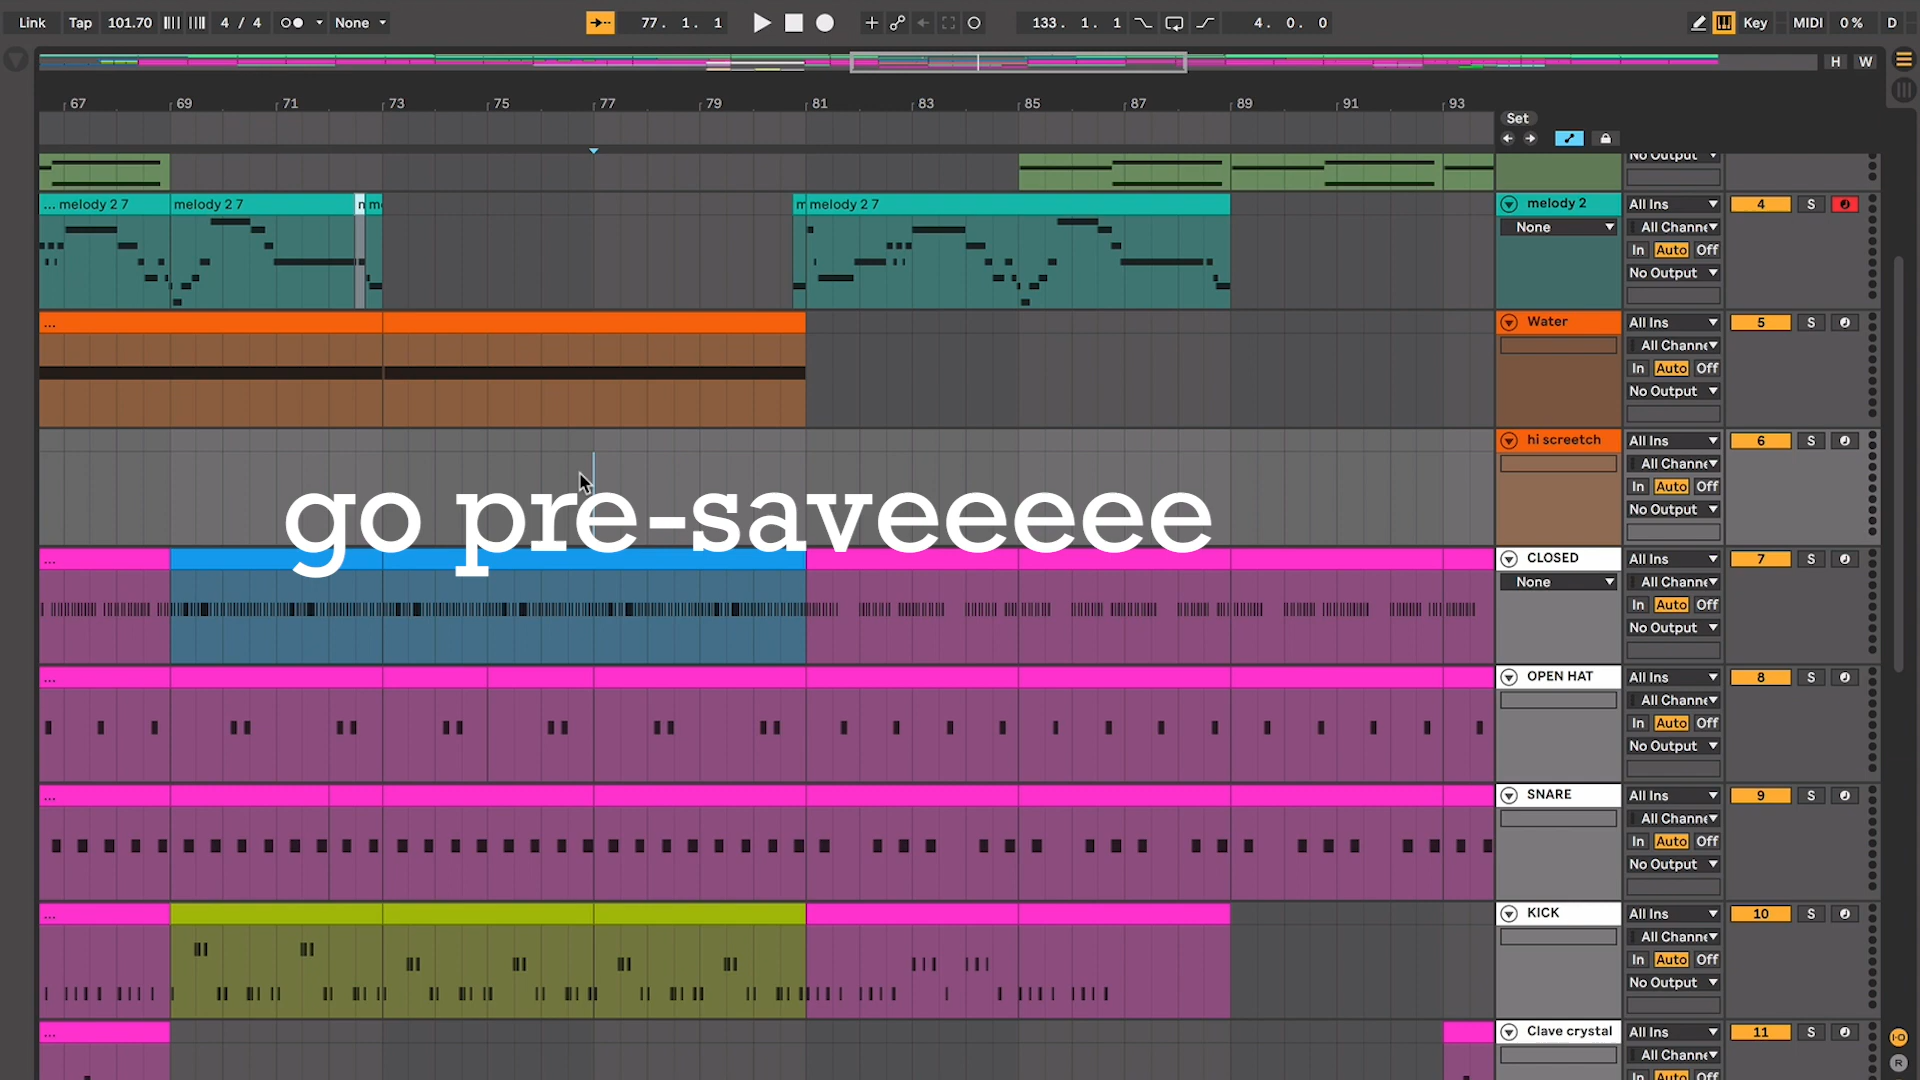 Link Tap 101.70 4 / 4 None 77. 1. 1 133. 1. 1 4. 0. 0 Key MIDI 0 % D
H W
67 69 71 73 75 77 79 81 83 85 87 89 91 93
Set
No Output
... melody 2 7 melody 2 7 m melody 2 7 melody 2 All Ins 4 S
None All Channe
In Auto Off
No Output
... Water All Ins 5 S
All Channe
In Auto Off
No Output
hi screetch All Ins 6 S
All Channe
In Auto Off
No Output
go pre-saveeeee
... CLOSED All Ins 7 S
None All Channe
In Auto Off
No Output
... OPEN HAT All Ins 8 S
All Channe
In Auto Off
No Output
... SNARE All Ins 9 S
All Channe
In Auto Off
No Output
... KICK All Ins 10 S
All Channe
In Auto Off
No Output
... Clave crystal All Ins 11 S
All Channe
In Auto Off
I·O
R